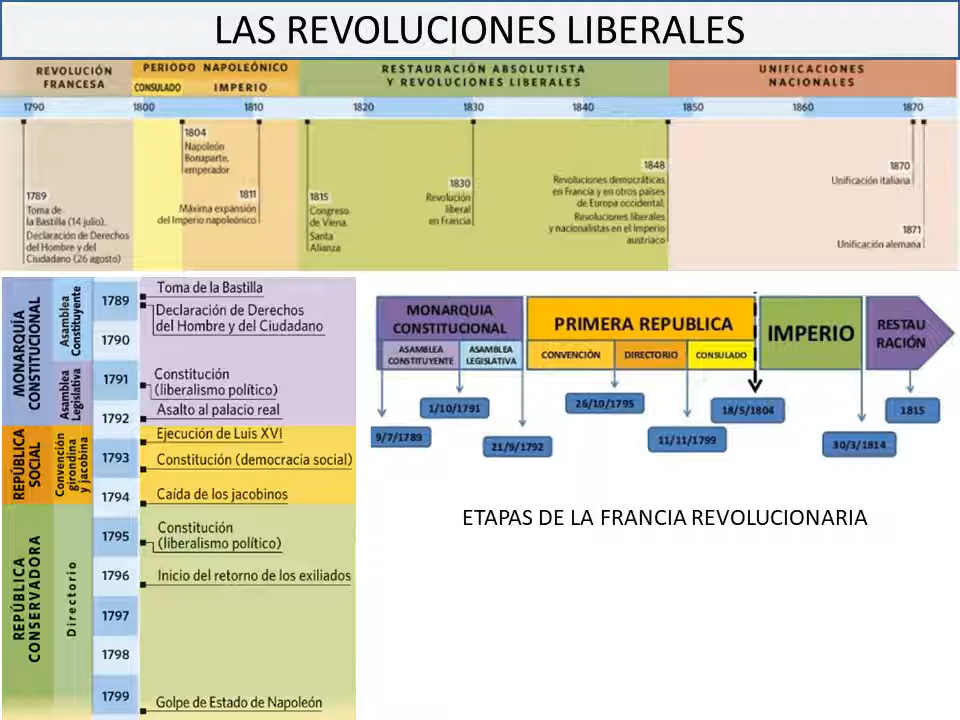 LAS REVOLUCIONES LIBERALES
REVOLUCIÓN
FRANCESA
PERIODO NAPOLEÓNICO
CONSULADO
IMPERIO
RESTAURACIÓN ABSOLUTISTA
Y REVOLUCIONES LIBERALES
UNIFICACIONES
NACIONALES
1790 1800 1810 1820 1830 1840 1850 1860 1870
1789
Toma de
la Bastilla (14 julio).
Declaración de Derechos
del Hombre y del
Ciudadano (26 agosto)
1804
Napoleón
Bonaparte,
emperador
1811
Máxima expansión
del Imperio napoleónico
1815
Congreso
de Viena.
Santa
Alianza
1830
Revolución
liberal
en Francia
1848
Revoluciones democráticas
en Francia y en otros países
de Europa occidental.
Revoluciones liberales
y nacionalistas en el Imperio
austriaco
1870
Unificación italiana
1871
Unificación alemana
MONARQUÍA
CONSTITUCIONAL
Asamblea
Constituyente
Asamblea
Legislativa
REPÚBLICA
SOCIAL
Convención
girondina
y jacobina
REPÚBLICA
CONSERVADORA
Directorio
1789
Toma de la Bastilla
Declaración de Derechos
del Hombre y del Ciudadano
1790
1791
Constitución
(liberalismo político)
1792
Asalto al palacio real
Ejecución de Luis XVI
1793
Constitución (democracia social)
1794
Caída de los jacobinos
1795
Constitución
(liberalismo político)
1796
Inicio del retorno de los exiliados
1797
1798
1799
Golpe de Estado de Napoleón
MONARQUIA
CONSTITUCIONAL
ASAMBLEA
CONSTITUYENTE
ASAMBLEA
LEGISLATIVA
PRIMERA REPUBLICA
CONVENCIÓN
DIRECTORIO
CONSULADO
IMPERIO
RESTAU
RACIÓN
9/7/1789
1/10/1791
21/9/1792
26/10/1795
11/11/1799
18/5/1804
30/3/1814
1815
ETAPAS DE LA FRANCIA REVOLUCIONARIA